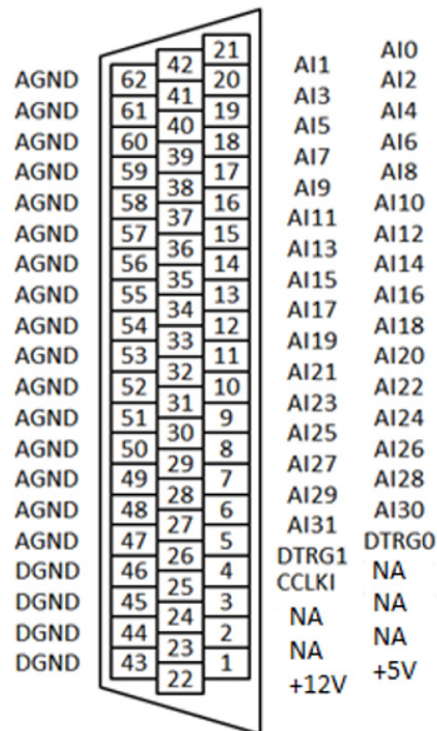 21 AI0
42 AI1
AGND 62 20 AI2
41 AI3
AGND 61 19 AI4
40 AI5
AGND 60 18 AI6
39 AI7
AGND 59 17 AI8
38 AI9
AGND 58 16 AI10
37 AI11
AGND 57 15 AI12
36 AI13
AGND 56 14 AI14
35 AI15
AGND 55 13 AI16
34 AI17
AGND 54 12 AI18
33 AI19
AGND 53 11 AI20
32 AI21
AGND 52 10 AI22
31 AI23
AGND 51 9 AI24
30 AI25
AGND 50 8 AI26
29 AI27
AGND 49 7 AI28
28 AI29
AGND 48 6 AI30
27 AI31
AGND 47 5 DTRG0
26 DTRG1
DGND 46 4 NA
25 CCLKI
DGND 45 3 NA
24 NA
DGND 44 2 NA
23 NA
DGND 43 1 +5V
22 +12V